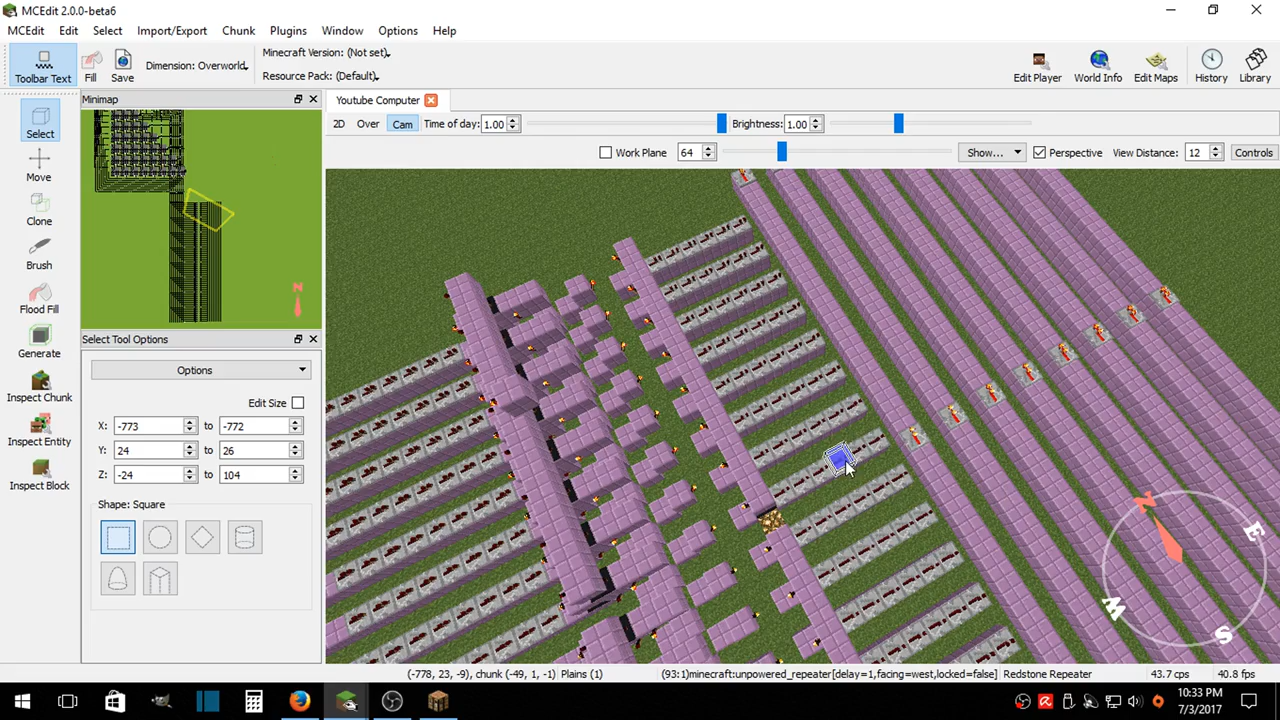 MCEdit 2.0.0-beta6
MCEdit Edit Select Import/Export Chunk Plugins Window Options Help
Toolbar Text
Fill
Save
Dimension: Overworld
Minecraft Version: (Not set)
Resource Pack: (Default)
Edit Player
World Info
Edit Maps
History
Library
Select
Move
Clone
Brush
Flood Fill
Generate
Inspect Chunk
Inspect Entity
Inspect Block
Minimap
N
Select Tool Options
Options
Edit Size
X: -773 to -772
Y: 24 to 26
Z: -24 to 104
Shape: Square
Youtube Computer
2D Over Cam Time of day: 1.00 Brightness: 1.00
Work Plane 64 Show... Perspective View Distance: 12 Controls
N
E
W
S
(-778, 23, -9), chunk (-49, 1, -1) Plains (1) (93:1)minecraft:unpowered_repeater[delay=1,facing=west,locked=false] Redstone Repeater 43.7 cps 40.8 fps
10:33 PM
7/3/2017